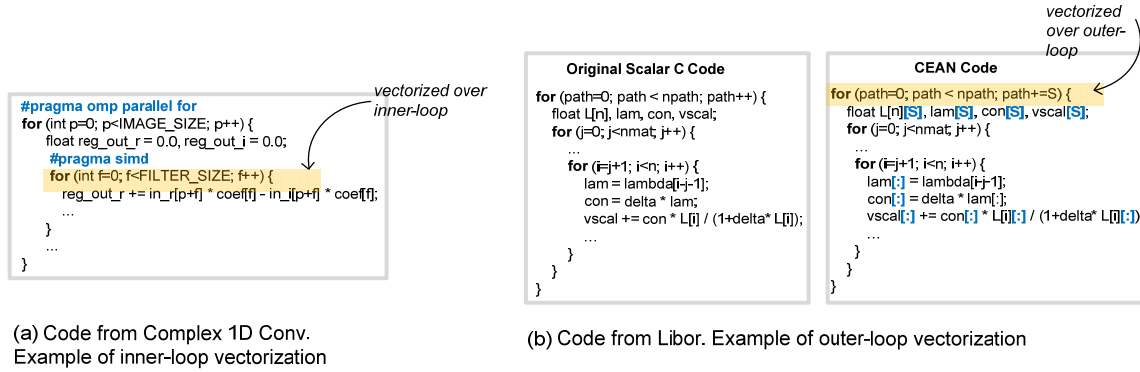 vectorized over
inner-loop
#pragma omp parallel for
for (int p=0; p<IMAGE_SIZE; p++) {
float reg_out_r = 0.0, reg_out_i = 0.0;
#pragma simd
for (int f=0; f<FILTER_SIZE; f++) {
reg_out_r += in_r[p+f] * coef[f] - in_i[p+f] * coef[f];
...
}
...
}
(a) Code from Complex 1D Conv.
Example of inner-loop vectorization
Original Scalar C Code
for (path=0; path < npath; path++) {
float L[n], lam, con, vscal;
for (j=0; j<nmat; j++) {
...
for (i=j+1; i<n; i++) {
lam = lambda[i-j-1];
con = delta * lam;
vscal += con * L[i] / (1+delta* L[i]);
...
}
}
}
vectorized
over outer-
loop
CEAN Code
for (path=0; path < npath; path+=S) {
float L[n][S], lam[S], con[S], vscal[S];
for (j=0; j<nmat; j++) {
...
for (i=j+1; i<n; i++) {
lam[:] = lambda[i-j-1];
con[:] = delta * lam[:];
vscal[:] += con[:] * L[i][:] / (1+delta* L[i][:])
...
}
}
}
(b) Code from Libor. Example of outer-loop vectorization